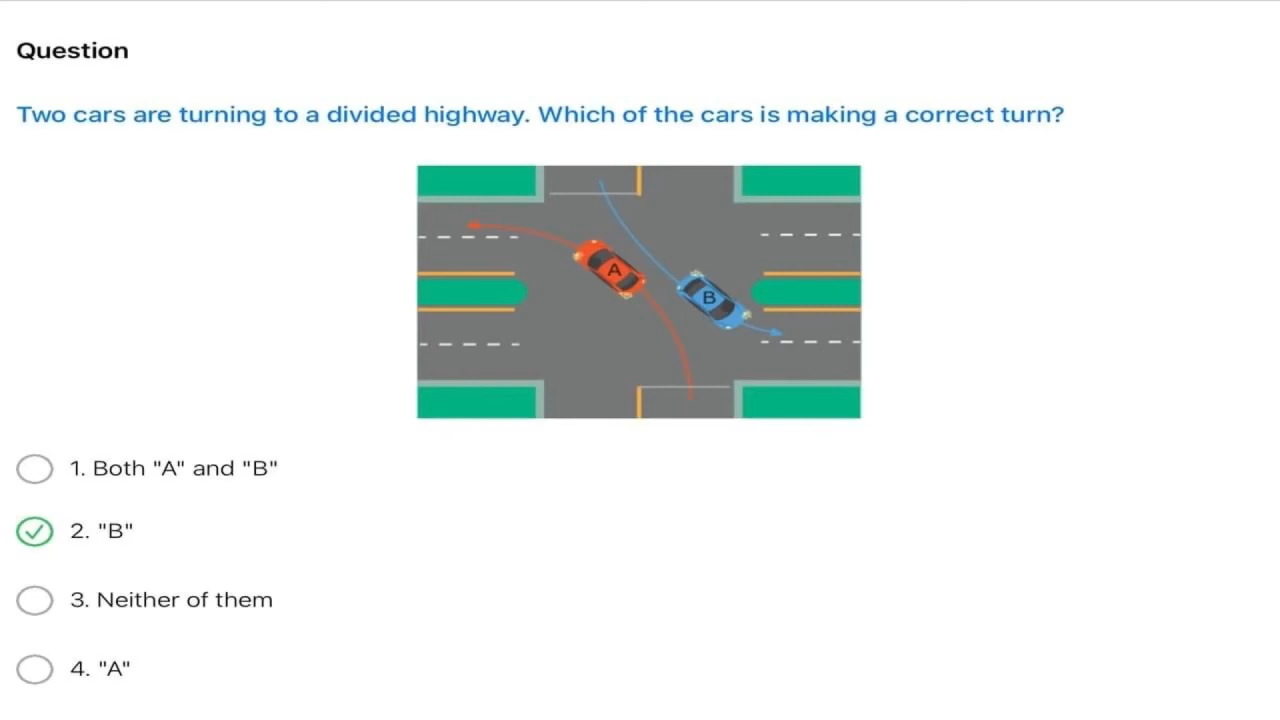 Question
Two cars are turning to a divided highway. Which of the cars is making a correct turn?
A
B
1. Both "A" and "B"
2. "B"
3. Neither of them
4. "A"